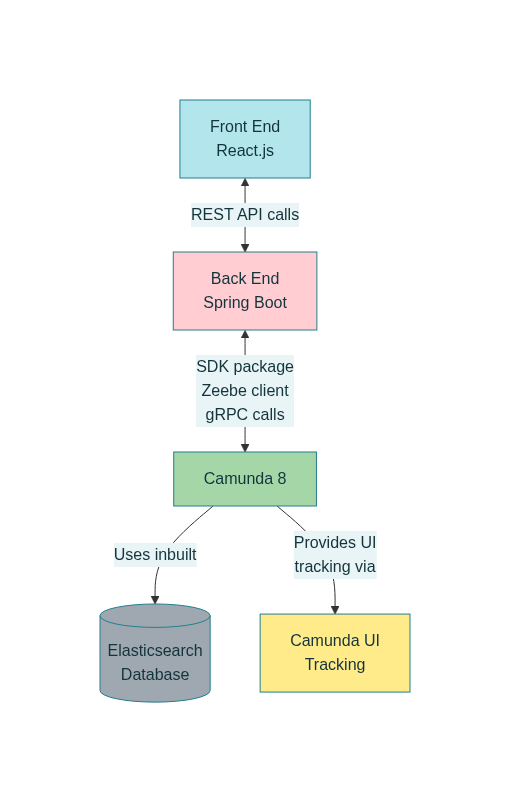 Front End
React.js
REST API calls
Back End
Spring Boot
SDK package
Zeebe client
gRPC calls
Camunda 8
Uses inbuilt
Provides UI
tracking via
Elasticsearch
Database
Camunda UI
Tracking